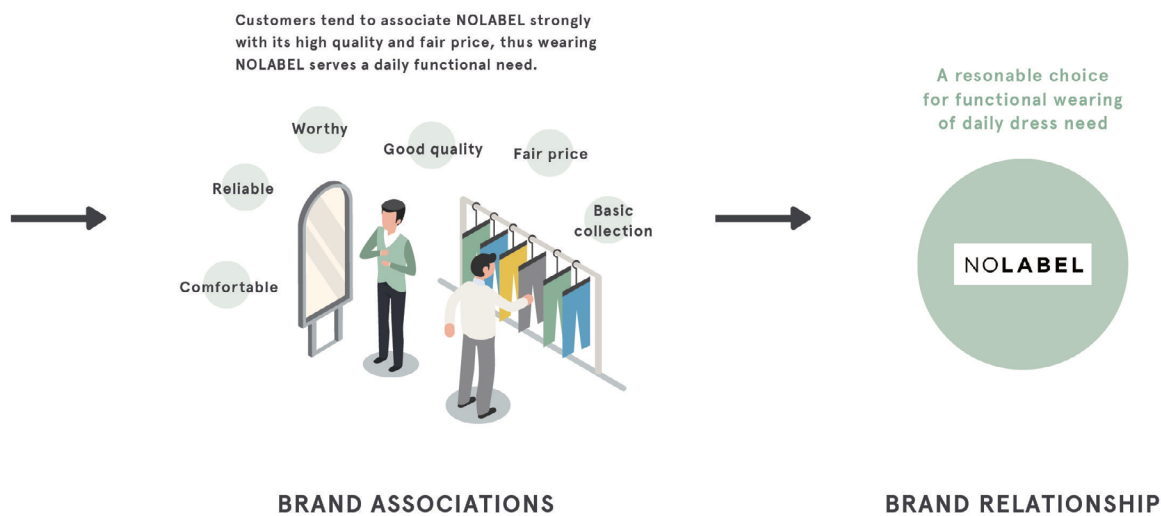 Customers tend to associate NOLABEL strongly
with its high quality and fair price, thus wearing
NOLABEL serves a daily functional need.
Worthy
Good quality
Fair price
Reliable
Basic
collection
Comfortable
BRAND ASSOCIATIONS
A resonable choice
for functional wearing
of daily dress need
NOLABEL
BRAND RELATIONSHIP